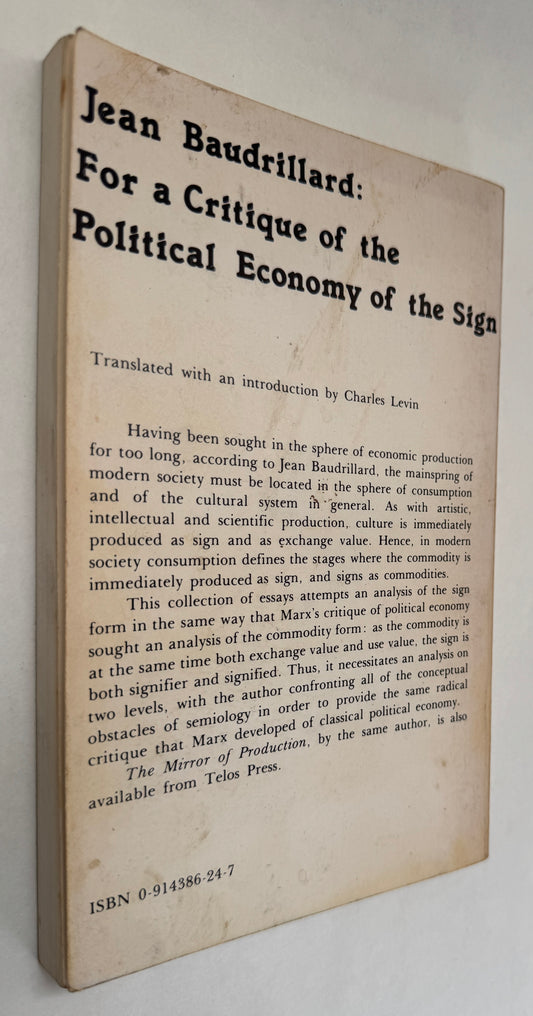 Jean Baudrillard:
For a Critique of the
Political Economy of the Sign
Translated with an introduction by Charles Levin
Having been sought in the sphere of economic production
for too long, according to Jean Baudrillard, the mainspring of
modern society must be located in the sphere of consumption
and of the cultural system in general. As with artistic,
intellectual and scientific production, culture is immediately
produced as sign and as exchange value. Hence, in modern
society consumption defines the stages where the commodity is
immediately produced as sign, and signs as commodities.
This collection of essays attempts an analysis of the sign
form in the same way that Marx's critique of political economy
sought an analysis of the commodity form: as the commodity is
at the same time both exchange value and use value, the sign is
both signifier and signified. Thus, it necessitates an analysis on
two levels, with the author confronting all of the conceptual
obstacles of semiology in order to provide the same radical
critique that Marx developed of classical political economy.
The Mirror of Production, by the same author, is also
available from Telos Press.
ISBN 0-914386-24-7